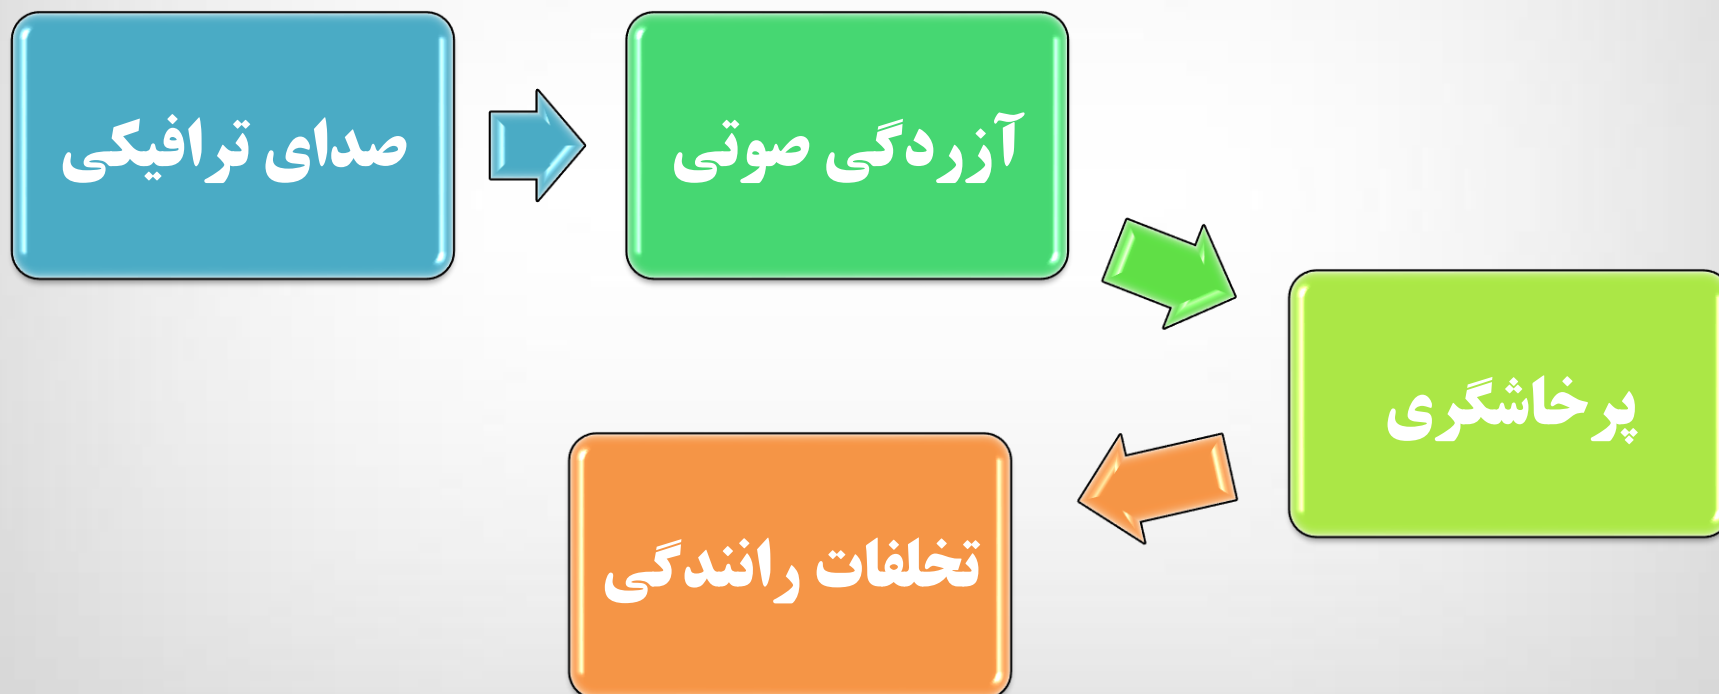 صدای ترافیکی
آزردگی صوتی
پرخاشگری
تخلفات رانندگی